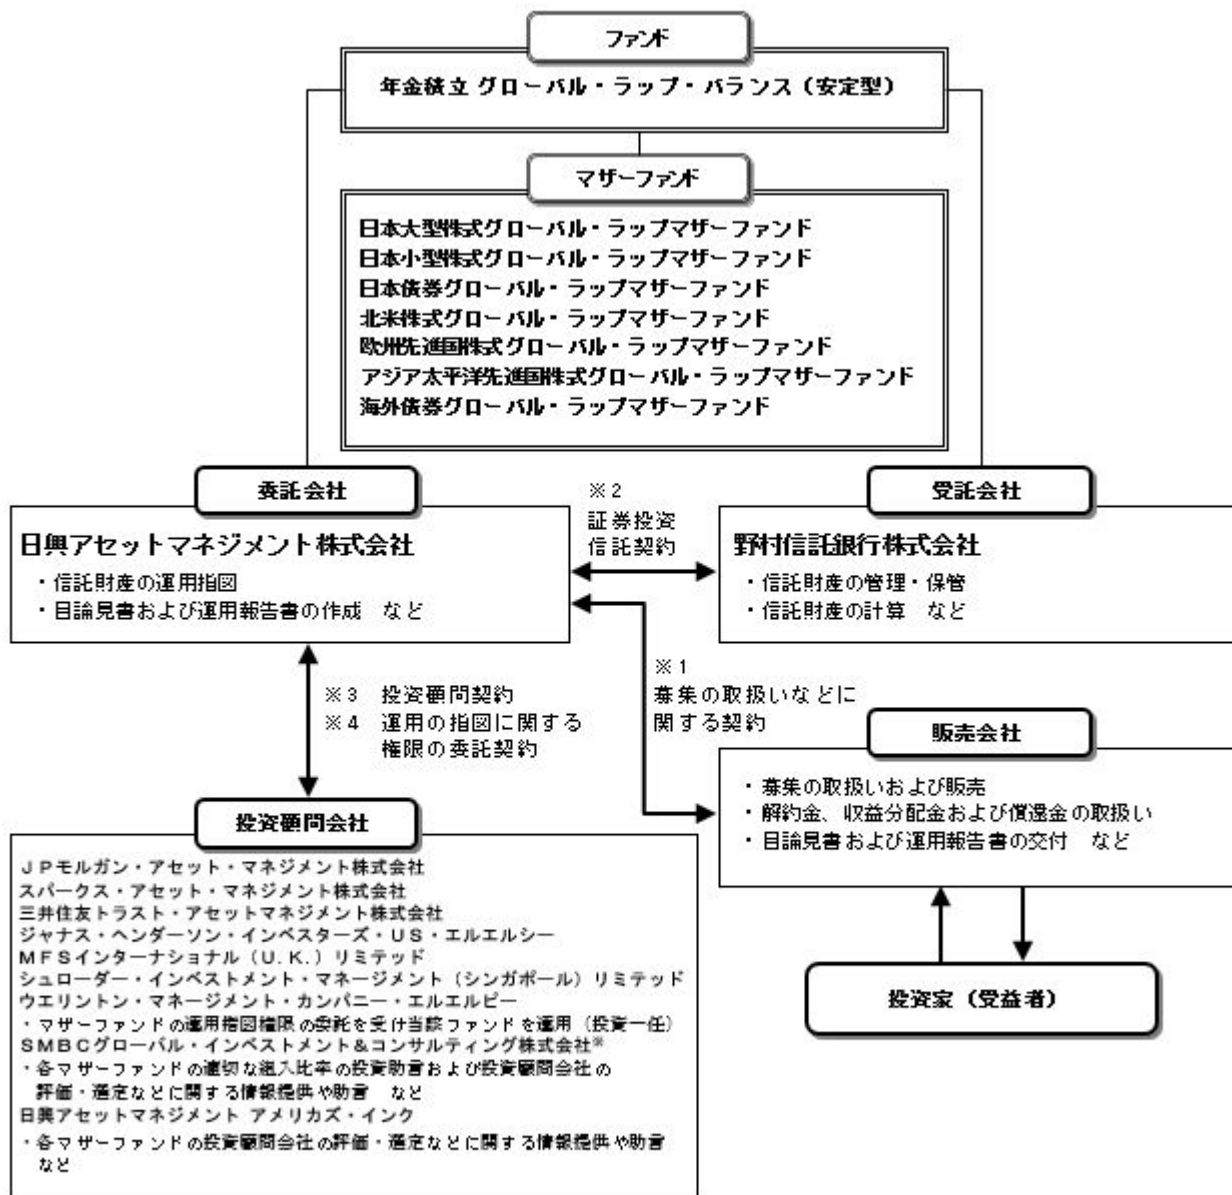 ファンド
年金積立 グローバル・ラップ・バランス（安定型）
マザーファンド
日本大型株式グローバル・ラップマザーファンド
日本小型株式グローバル・ラップマザーファンド
日本債券グローバル・ラップマザーファンド
北米株式グローバル・ラップマザーファンド
欧州先進国株式グローバル・ラップマザーファンド
アジア太平洋先進国株式グローバル・ラップマザーファンド
海外債券グローバル・ラップマザーファンド
委託会社
日興アセットマネジメント株式会社
・信託財産の運用指図
・目論見書および運用報告書の作成　など
※２
証券投資
信託契約
受託会社
野村信託銀行株式会社
・信託財産の管理・保管
・信託財産の計算　など
※３　投資顧問契約
※４　運用の指図に関する
権限の委託契約
※１
募集の取扱いなどに
関する契約
販売会社
・募集の取扱いおよび販売
・解約金、収益分配金および償還金の取扱い
・目論見書および運用報告書の交付　など
投資顧問会社
ＪＰモルガン・アセット・マネジメント株式会社
スパークス・アセット・マネジメント株式会社
三井住友トラスト・アセットマネジメント株式会社
ジャナス・ヘンダーソン・インベスターズ・ＵＳ・エルエルシー
ＭＦＳインターナショナル（Ｕ.Ｋ.）リミテッド
シュローダー・インベストメント・マネージメント（シンガポール）リミテッド
ウエリントン・マネージメント・カンパニー・エルエルピー
・マザーファンドの運用指図権限の委託を受け当該ファンドを運用（投資一任）
ＳＭＢＣグローバル・インベストメント＆コンサルティング株式会社※
・各マザーファンドの適切な組入比率の投資助言および投資顧問会社の
評価・選定などに関する情報提供や助言　など
日興アセットマネジメント アメリカズ・インク
・各マザーファンドの投資顧問会社の評価・選定などに関する情報提供や助言
など
投資家（受益者）